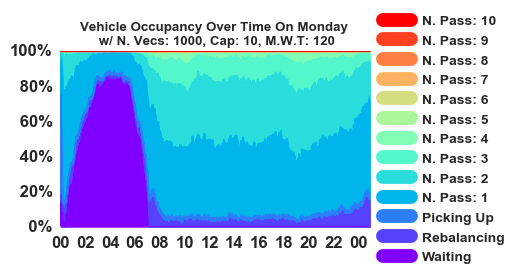 Vehicle Occupancy Over Time On Monday
w/ N. Vecs: 1000, Cap: 10, M.W.T: 120
100%
80%
60%
40%
20%
0%
00 02 04 06 08 10 12 14 16 18 20 22 00
N. Pass: 10
N. Pass: 9
N. Pass: 8
N. Pass: 7
N. Pass: 6
N. Pass: 5
N. Pass: 4
N. Pass: 3
N. Pass: 2
N. Pass: 1
Picking Up
Rebalancing
Waiting